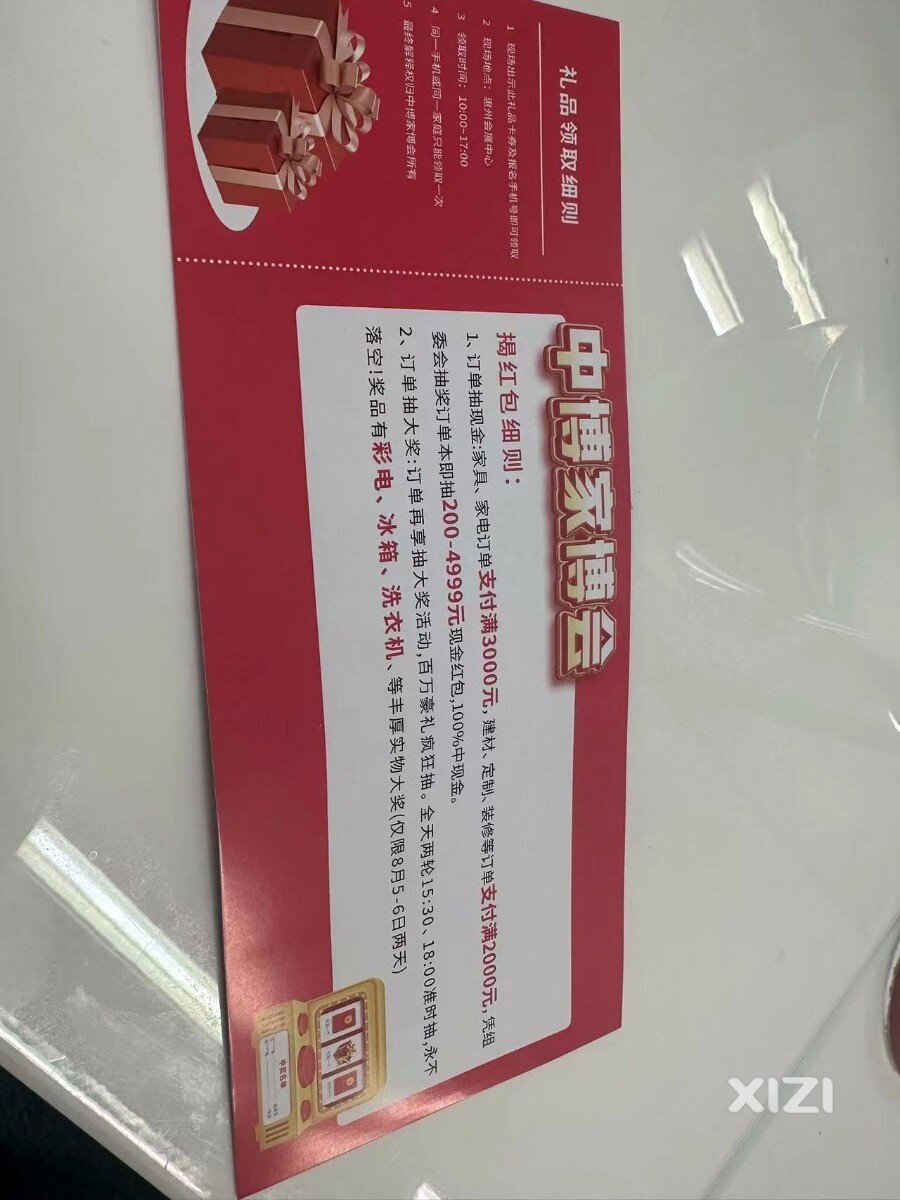 礼品领取细则
1 现场出示此礼品卡券及报名手机号即可领取
2 现场地点：惠州会展中心
3 领取时间：10:00~17:00
4 同一手机或同一家庭只能领取一次
5 最终解释权归中博家博会所有
中博家博会
揭红包细则：
1、订单抽现金:家具、家电订单支付满3000元，建材、定制、装修等订单支付满2000元，凭组
委会抽奖订单本即抽200-4999元现金红包,100%中现金。
2、订单抽大奖:订单再享抽大奖活动,百万豪礼疯狂抽。全天两轮15:30、18:00准时抽,永不
落空!奖品有彩电、冰箱、洗衣机、等丰厚实物大奖(仅限8月5-6日两天)
XIZI